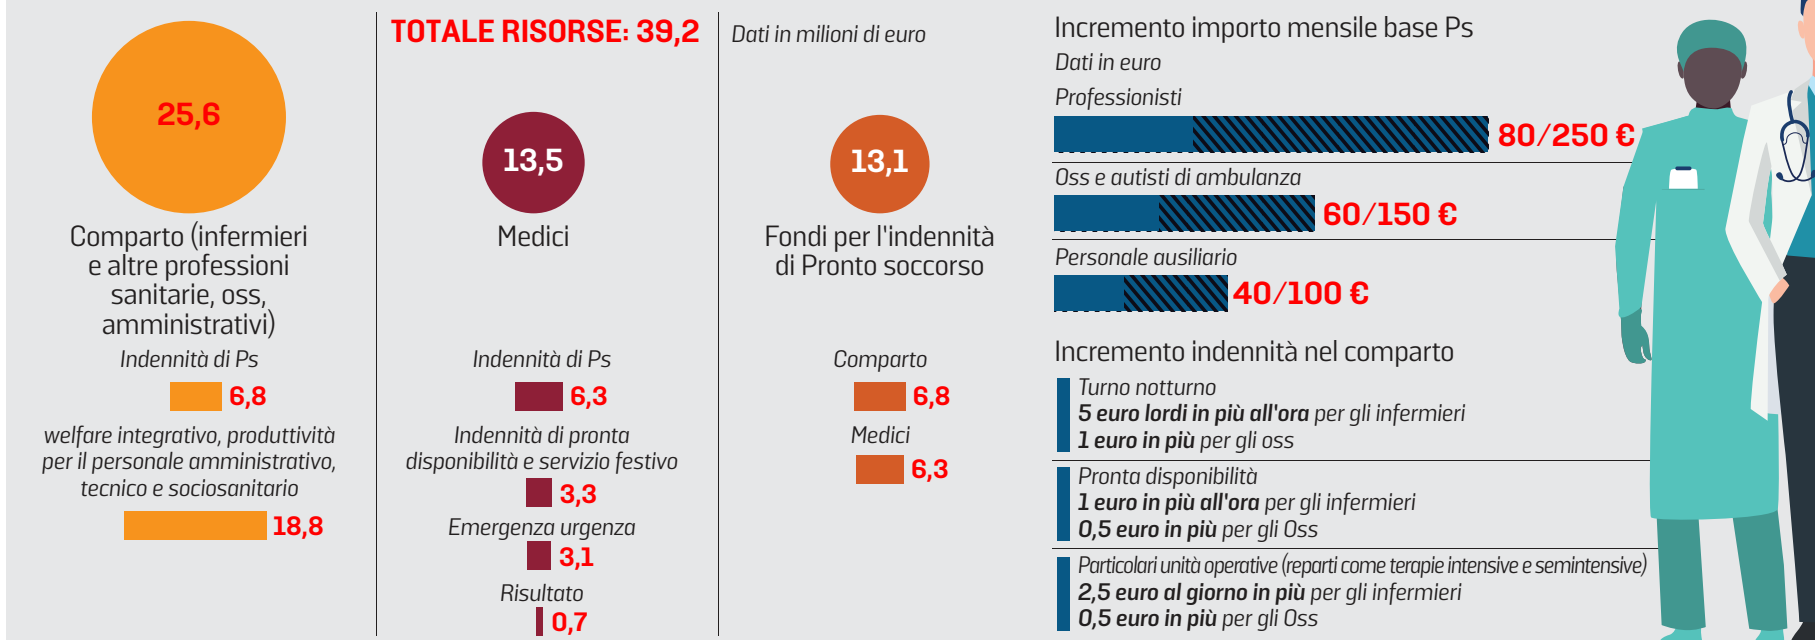 25,6
Comparto (infermieri
e altre professioni
sanitarie, oss,
amministrativi)
Indennità di Ps
6,8
welfare integrativo, produttività
per il personale amministrativo,
tecnico e sociosanitario
18,8
TOTALE RISORSE: 39,2
Dati in milioni di euro
13,5
Medici
Indennità di Ps
6,3
Indennità di pronta
disponibilità e servizio festivo
3,3
Emergenza urgenza
3,1
Risultato
0,7
13,1
Fondi per l'indennità
di Pronto soccorso
Comparto
6,8
Medici
6,3
Incremento importo mensile base Ps
Dati in euro
Professionisti
80/250 €
Oss e autisti di ambulanza
60/150 €
Personale ausiliario
40/100 €
Incremento indennità nel comparto
Turno notturno
5 euro lordi in più all'ora per gli infermieri
1 euro in più per gli oss
Pronta disponibilità
1 euro in più all'ora per gli infermieri
0,5 euro in più per gli Oss
Particolari unità operative (reparti come terapie intensive e semintensive)
2,5 euro al giorno in più per gli infermieri
0,5 euro in più per gli Oss